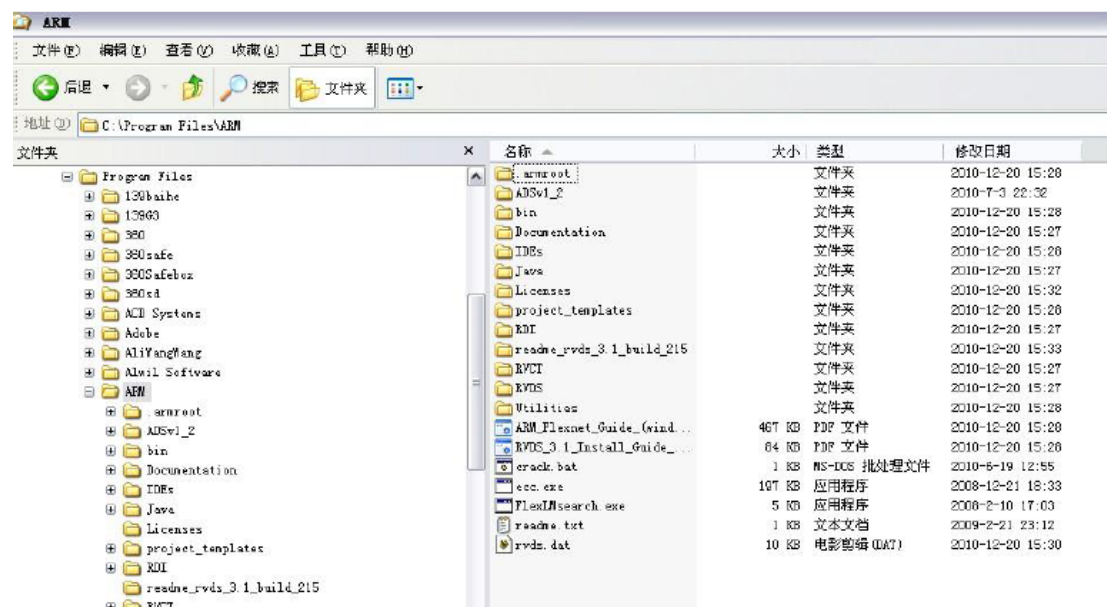 ARM
文件(F) 编辑(E) 查看(V) 收藏(A) 工具(T) 帮助(H)
后退 搜索 文件夹
地址(D) C:\Program Files\ARM
文件夹 × 名称 大小 类型 修改日期
Program Files
139baihe
139G3
360
360safe
360Safebox
360sd
ACD Systems
Adobe
AliWangWang
Alwil Software
ARM
.armroot
ADSv1_2
bin
Documentation
IDEs
Java
Licenses
project_templates
RDI
readme_rvds_3.1_build_215
RVCT
.armroot 文件夹 2010-12-20 15:28
ADSv1_2 文件夹 2010-7-3 22:32
bin 文件夹 2010-12-20 15:28
Documentation 文件夹 2010-12-20 15:27
IDEs 文件夹 2010-12-20 15:28
Java 文件夹 2010-12-20 15:27
Licenses 文件夹 2010-12-20 15:32
project_templates 文件夹 2010-12-20 15:28
RDI 文件夹 2010-12-20 15:27
readme_rvds_3.1_build_215 文件夹 2010-12-20 15:33
RVCT 文件夹 2010-12-20 15:27
RVDS 文件夹 2010-12-20 15:27
Utilities 文件夹 2010-12-20 15:28
ARM_Flexnet_Guide_(wind... 467 KB PDF 文件 2010-12-20 15:28
RVDS_3_1_Install_Guide_... 84 KB PDF 文件 2010-12-20 15:28
crack.bat 1 KB MS-DOS 批处理文件 2010-6-19 12:55
ecc.exe 197 KB 应用程序 2008-12-21 18:33
FlexLMsearch.exe 5 KB 应用程序 2008-2-10 17:03
readme.txt 1 KB 文本文档 2009-2-21 23:12
rvds.dat 10 KB 电影剪辑(DAT) 2010-12-20 15:30